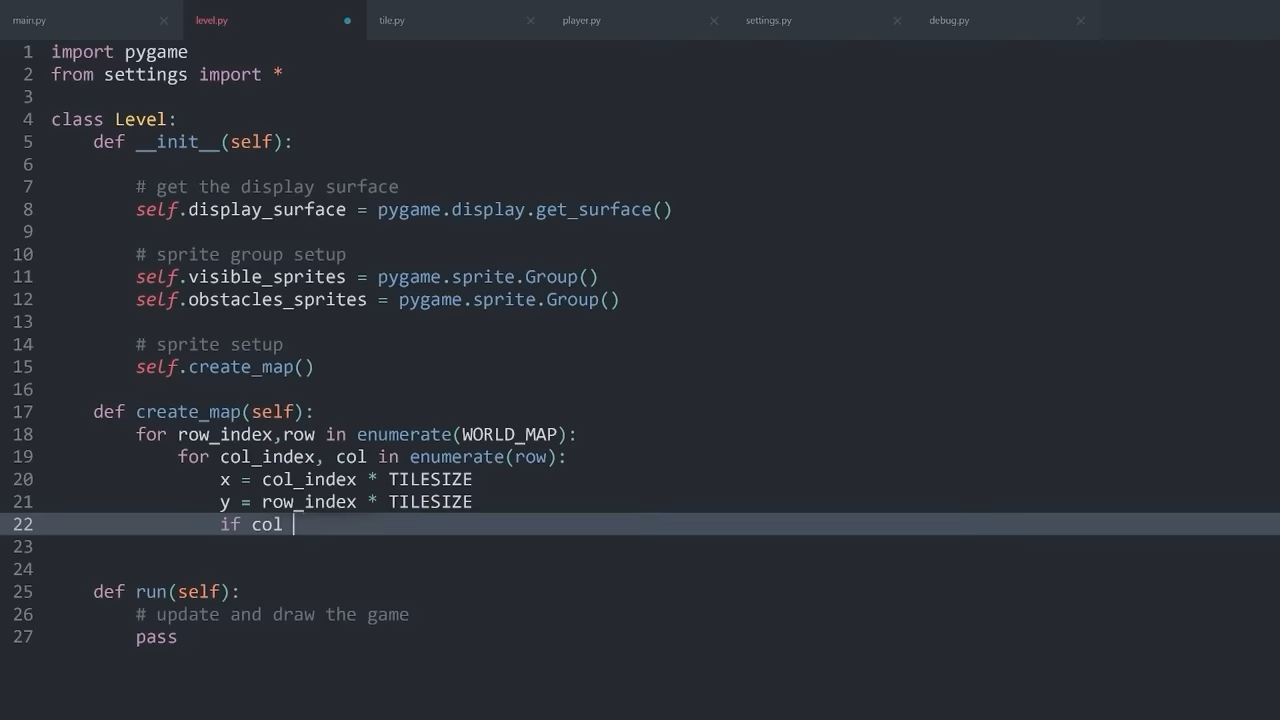 main.py level.py tile.py player.py settings.py debug.py
1 import pygame
2 from settings import *
3
4 class Level:
5     def __init__(self):
6
7         # get the display surface
8         self.display_surface = pygame.display.get_surface()
9
10         # sprite group setup
11         self.visible_sprites = pygame.sprite.Group()
12         self.obstacles_sprites = pygame.sprite.Group()
13
14         # sprite setup
15         self.create_map()
16
17     def create_map(self):
18         for row_index,row in enumerate(WORLD_MAP):
19             for col_index, col in enumerate(row):
20                 x = col_index * TILESIZE
21                 y = row_index * TILESIZE
22                 if col
23
24
25     def run(self):
26         # update and draw the game
27         pass